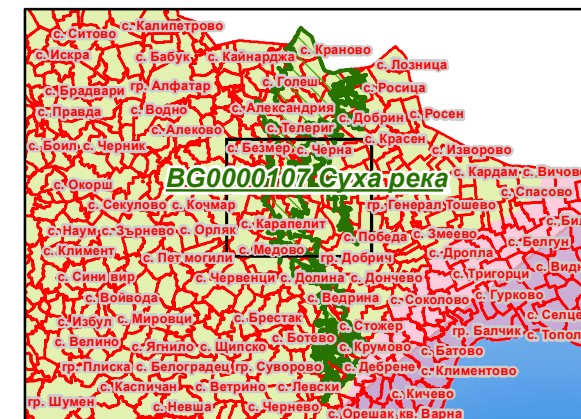 с. Калипетрово
с. Ситово
с. Краново
с. Искра
с. Бабук
с. Кайнарджа
с. Лозница
с. Голеш
с. Брадвари
гр. Алфатар
с. Росица
с. Правда
с. Водно
с. Александрия
с. Добрин
с. Росен
с. Алеково
с. Телериг
с. Красен
с. Боил
с. Черник
с. Безмер
с. Черна
с. Изворово
с. Кардам
с. Вичово
с. Окорш
BG0000107 Суха река
с. Спасово
с. Секулово
с. Кочмар
гр. Генерал Тошево
с. Наум
с. Зърнево
с. Орляк
с. Карапелит
с. Победа
с. Змеево
с. Белгун
с. Климент
с. Пет могили
с. Медово
гр. Добрич
с. Дропла
с. Сини вир
с. Червенци
с. Долина
с. Дончево
с. Тригорци
с. Войвода
с. Ведрина
с. Соколово
с. Гурково
с. Избул
с. Мировци
с. Брестак
с. Стожер
гр. Балчик
с. Велино
с. Ягнило
с. Щипско
с. Ботево
с. Крумово
с. Батово
гр. Плиска
с. Белоградец
гр. Суворово
с. Дебрене
с. Климентово
с. Каспичан
с. Ветрино
с. Левски
с. Кичево
гр. Шумен
с. Невша
с. Чернево
с. Орешак
кв. Варна